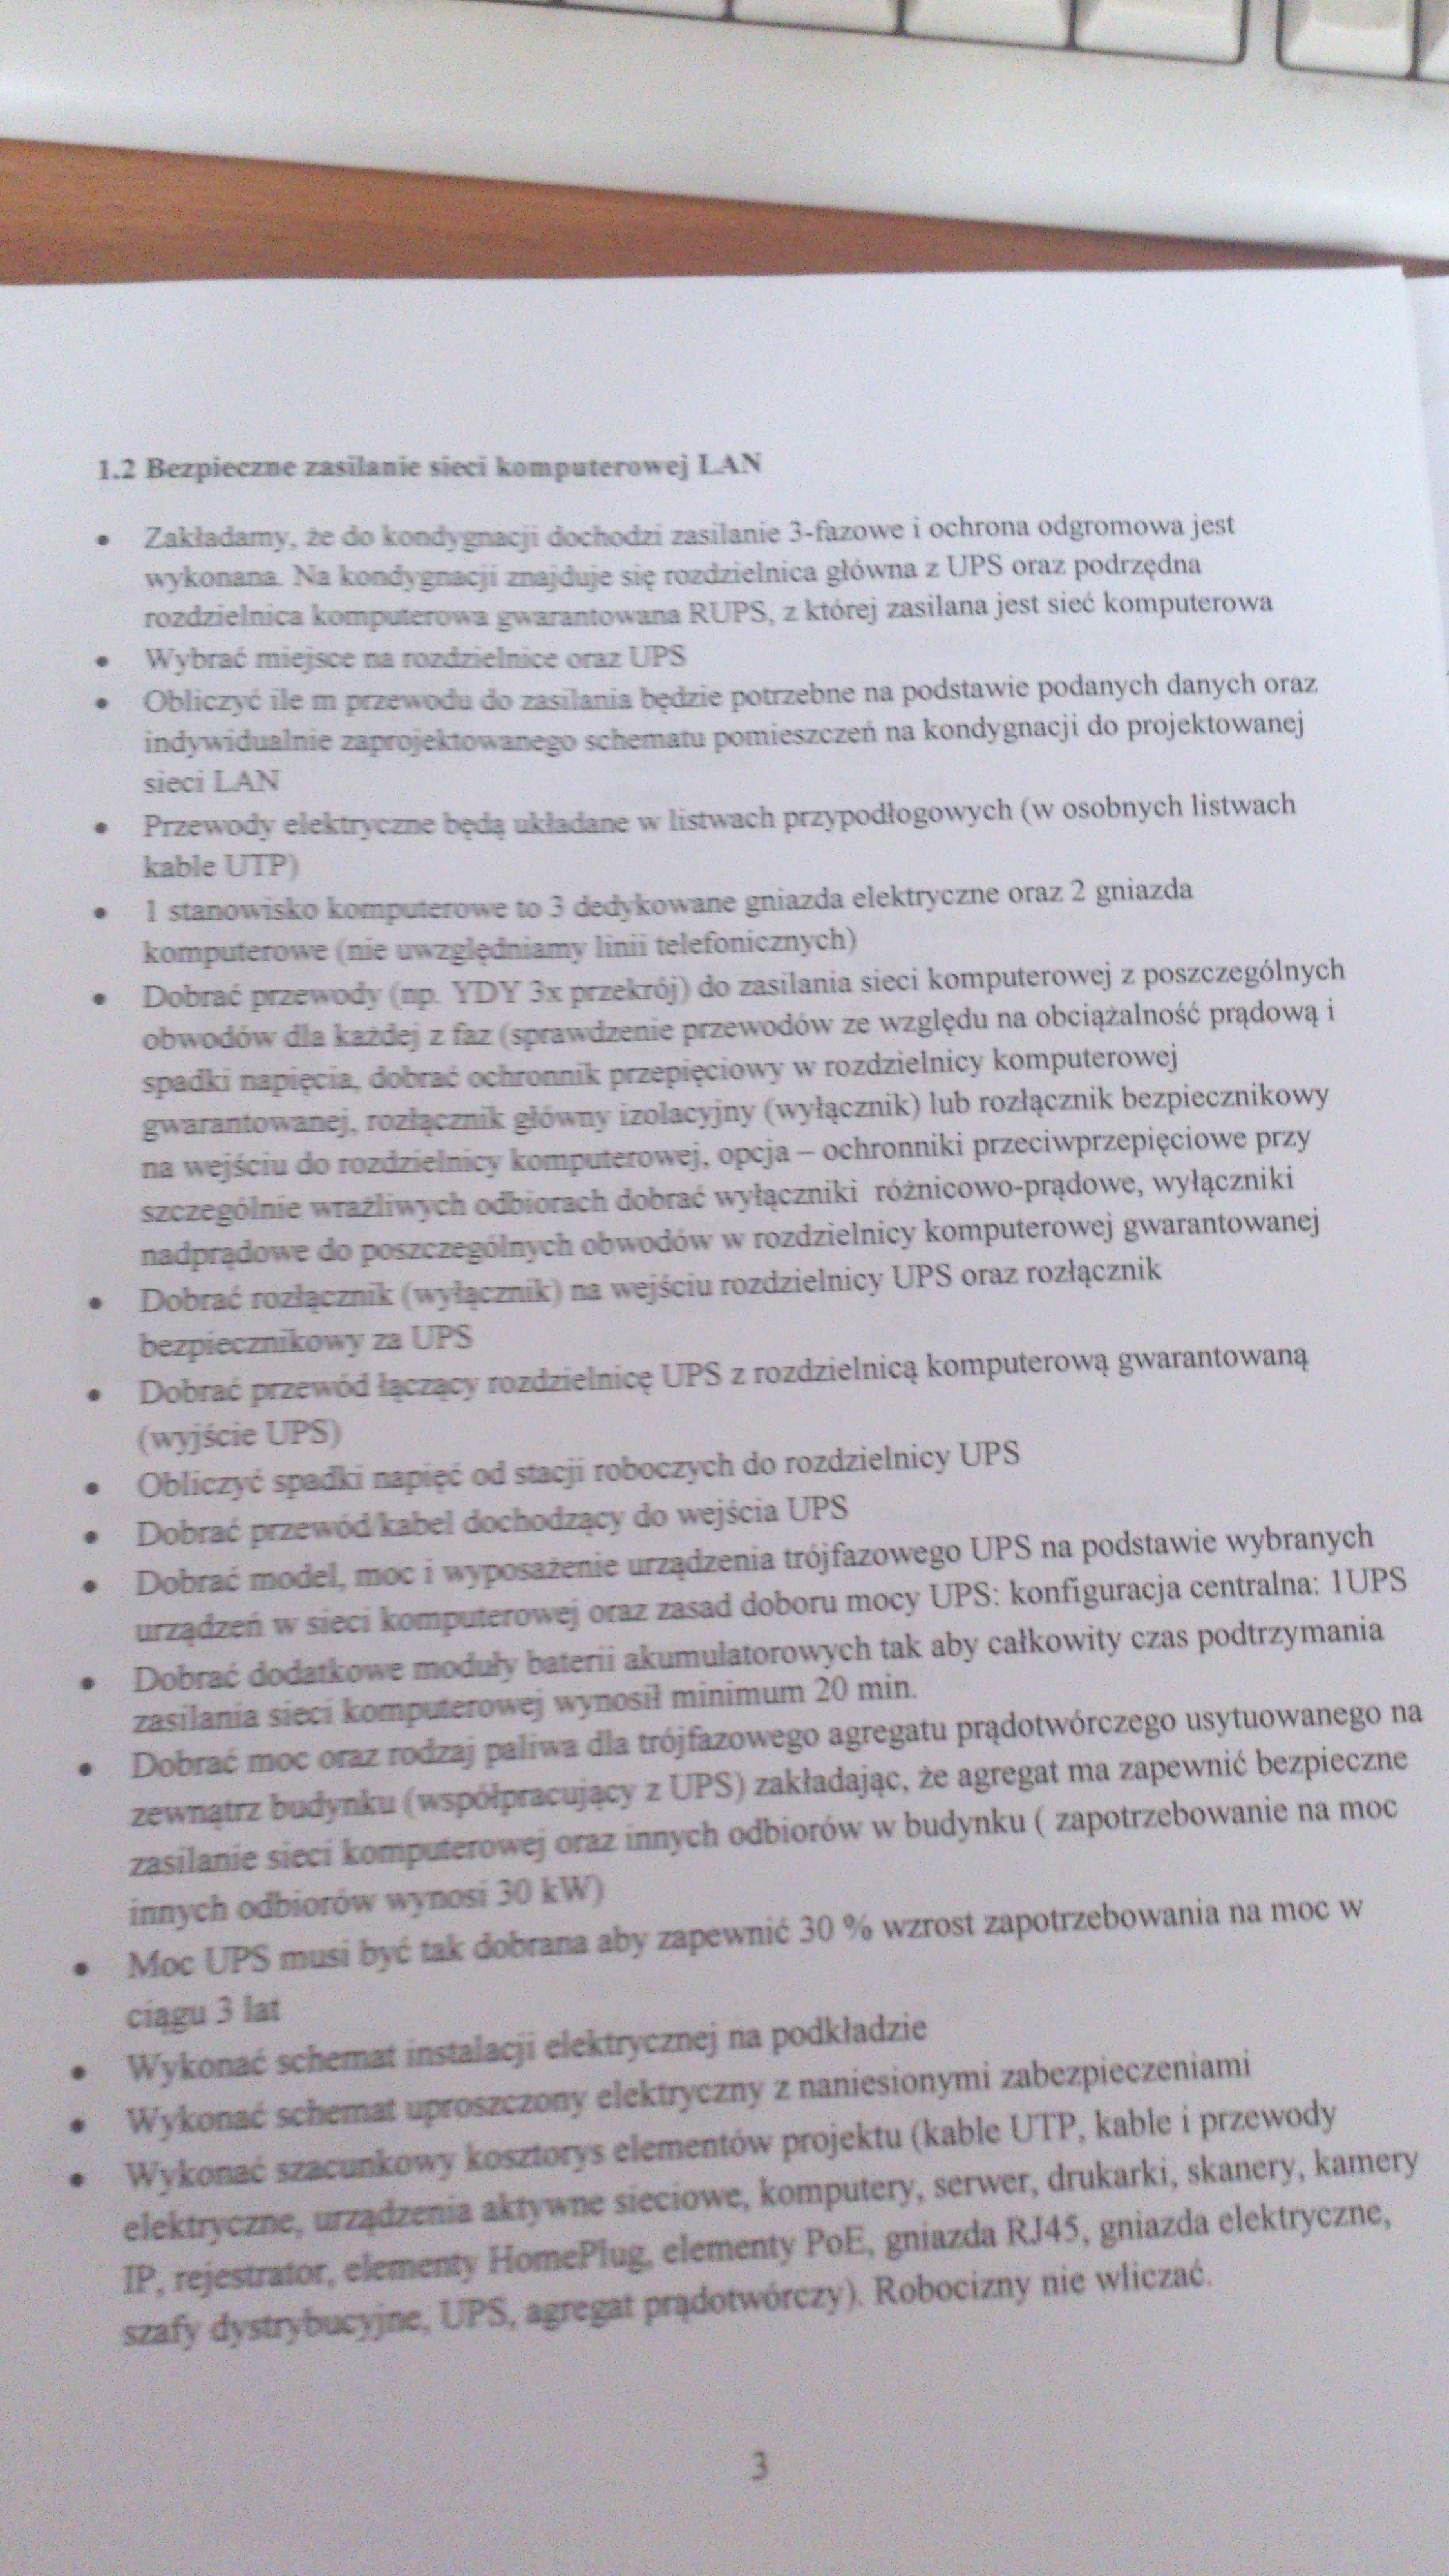 1.2 Bezpieczne zasilanie sieci komputerowej LAN
• Zakładamy, że do kondygnacji dochodzi zasilanie 3-fazowe i ochrona odgromowa jest
wykonana. Na kondygnacji znajduje się rozdzielnica główna z UPS oraz podrzędna
rozdzielnica komputerowa gwarantowana RUPS, z której zasilana jest sieć komputerowa
• Wybrać miejsce na rozdzielnice oraz UPS
• Obliczyć ile m przewodu do zasilania będzie potrzebne na podstawie podanych danych oraz
indywidualnie zaprojektowanego schematu pomieszczeń na kondygnacji do projektowanej
sieci LAN
• Przewody elektryczne będą układane w listwach przypodłogowych (w osobnych listwach
kable UTP)
• 1 stanowisko komputerowe to 3 dedykowane gniazda elektryczne oraz 2 gniazda
komputerowe (nie uwzględniamy linii telefonicznych)
• Dobrać przewody (np. YDY 3x przekrój) do zasilania sieci komputerowej z poszczególnych
obwodów dla każdej z faz (sprawdzenie przewodów ze względu na obciążalność prądową i
spadki napięcia, dobrać ochronnik przepięciowy w rozdzielnicy komputerowej
gwarantowanej, rozłącznik główny izolacyjny (wyłącznik) lub rozłącznik bezpiecznikowy
na wejściu do rozdzielnicy komputerowej, opcja – ochronniki przeciwprzepięciowe przy
szczególnie wrażliwych odbiorach dobrać wyłączniki różnicowo-prądowe, wyłączniki
nadprądowe do poszczególnych obwodów w rozdzielnicy komputerowej gwarantowanej
• Dobrać rozłącznik (wyłącznik) na wejściu rozdzielnicy UPS oraz rozłącznik
bezpiecznikowy za UPS
• Dobrać przewód łączący rozdzielnicę UPS z rozdzielnicą komputerową gwarantowaną
(wyjście UPS)
• Obliczyć spadki napięć od stacji roboczych do rozdzielnicy UPS
• Dobrać przewód/kabel dochodzący do wejścia UPS
• Dobrać model, moc i wyposażenie urządzenia trójfazowego UPS na podstawie wybranych
urządzeń w sieci komputerowej oraz zasad doboru mocy UPS: konfiguracja centralna: 1UPS
• Dobrać dodatkowe moduły baterii akumulatorowych tak aby całkowity czas podtrzymania
zasilania sieci komputerowej wynosił minimum 20 min.
• Dobrać moc oraz rodzaj paliwa dla trójfazowego agregatu prądotwórczego usytuowanego na
zewnątrz budynku (współpracujący z UPS) zakładając, że agregat ma zapewnić bezpieczne
zasilanie sieci komputerowej oraz innych odbiorów w budynku ( zapotrzebowanie na moc
innych odbiorów wynosi 30 kW)
• Moc UPS musi być tak dobrana aby zapewnić 30 % wzrost zapotrzebowania na moc w
ciągu 3 lat
• Wykonać schemat instalacji elektrycznej na podkładzie
• Wykonać schemat uproszczony elektryczny z naniesionymi zabezpieczeniami
• Wykonać szacunkowy kosztorys elementów projektu (kable UTP, kable i przewody
elektryczne, urządzenia aktywne sieciowe, komputery, serwer, drukarki, skanery, kamery
IP, rejestrator, elementy HomePlug, elementy PoE, gniazda RJ45, gniazda elektryczne,
szafy dystrybucyjne, UPS, agregat prądotwórczy). Robocizny nie wliczać.
3